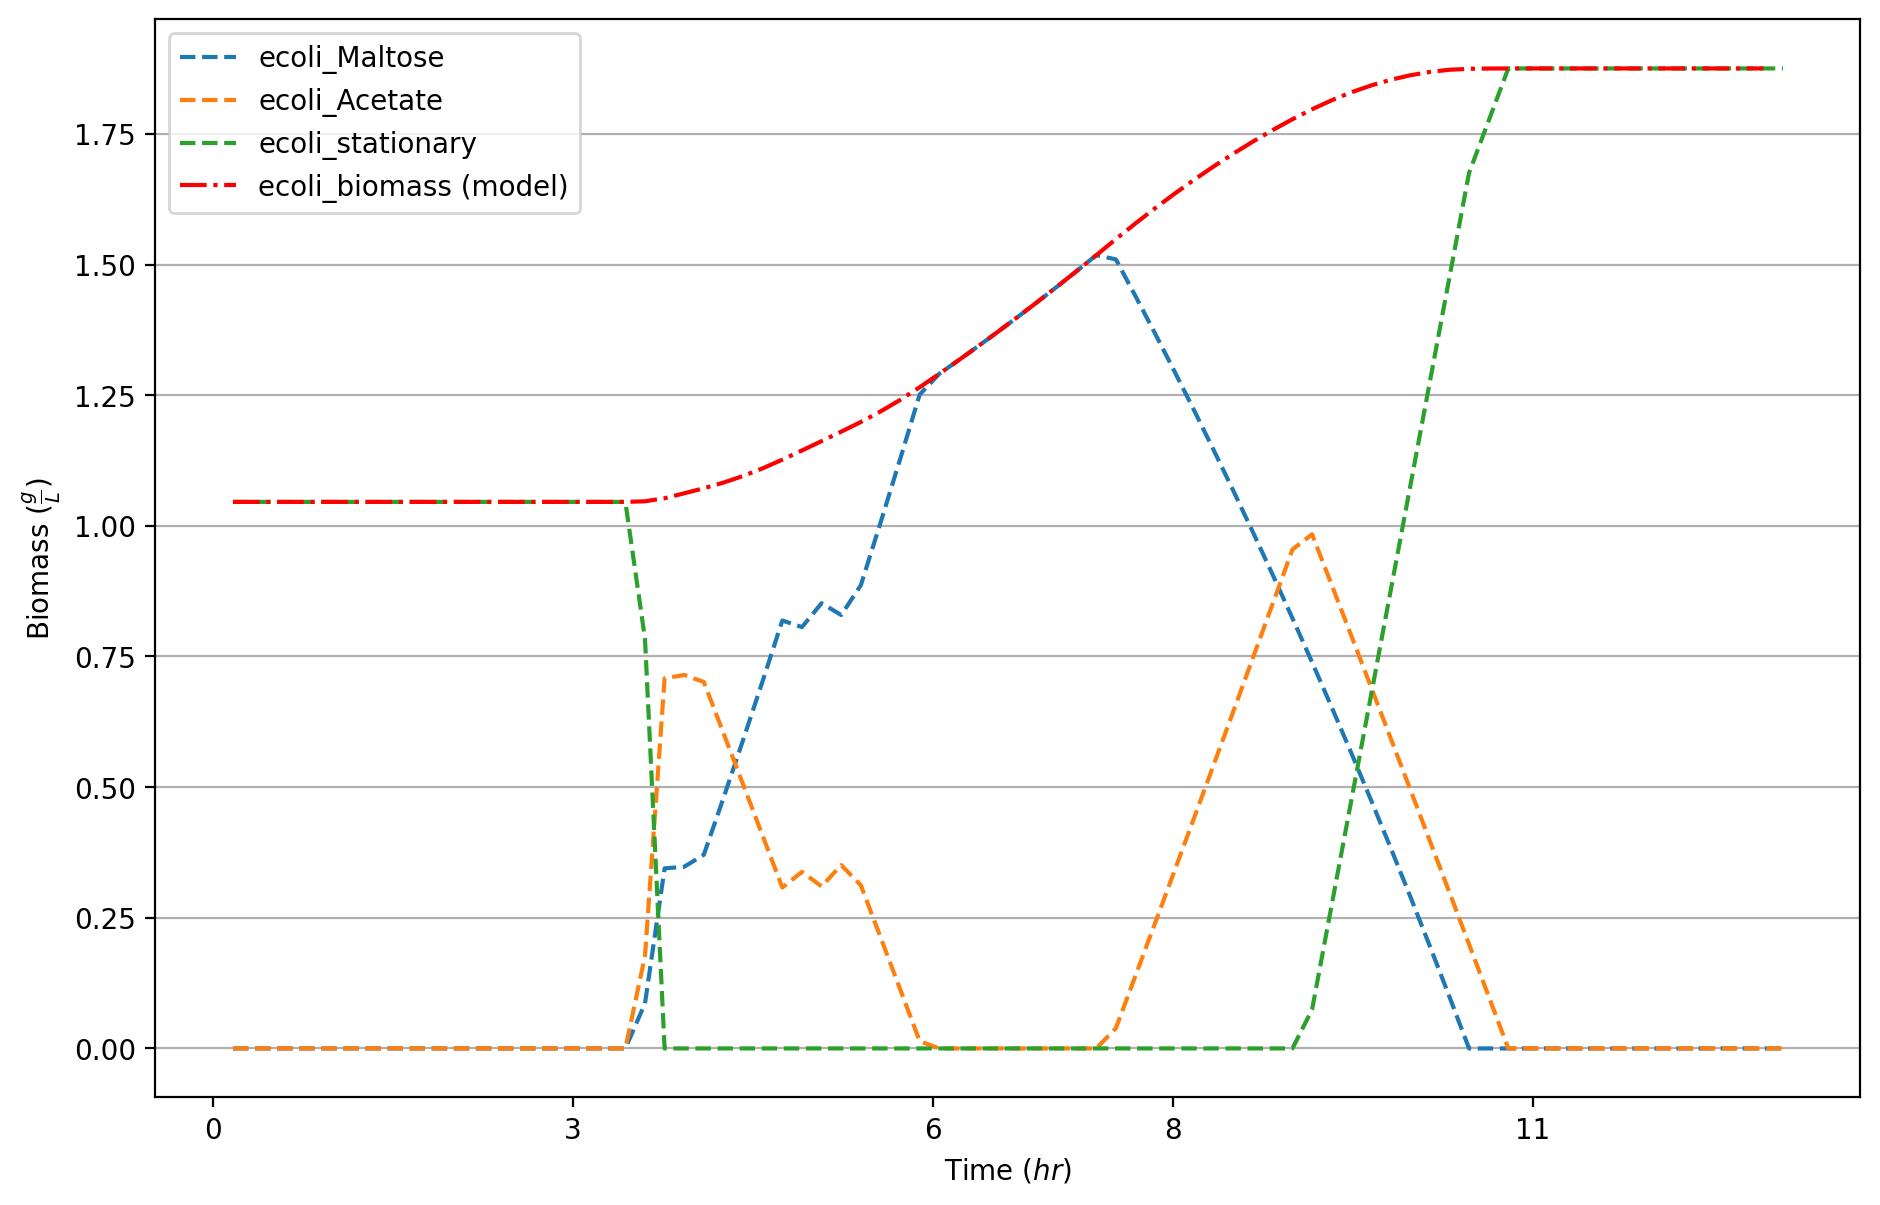 ecoli_Maltose
ecoli_Acetate
ecoli_stationary
ecoli_biomass (model)
1.75
1.50
1.25
1.00
0.75
0.50
0.25
0.00
Biomass (g/L)
0 3 6 8 11
Time (hr)